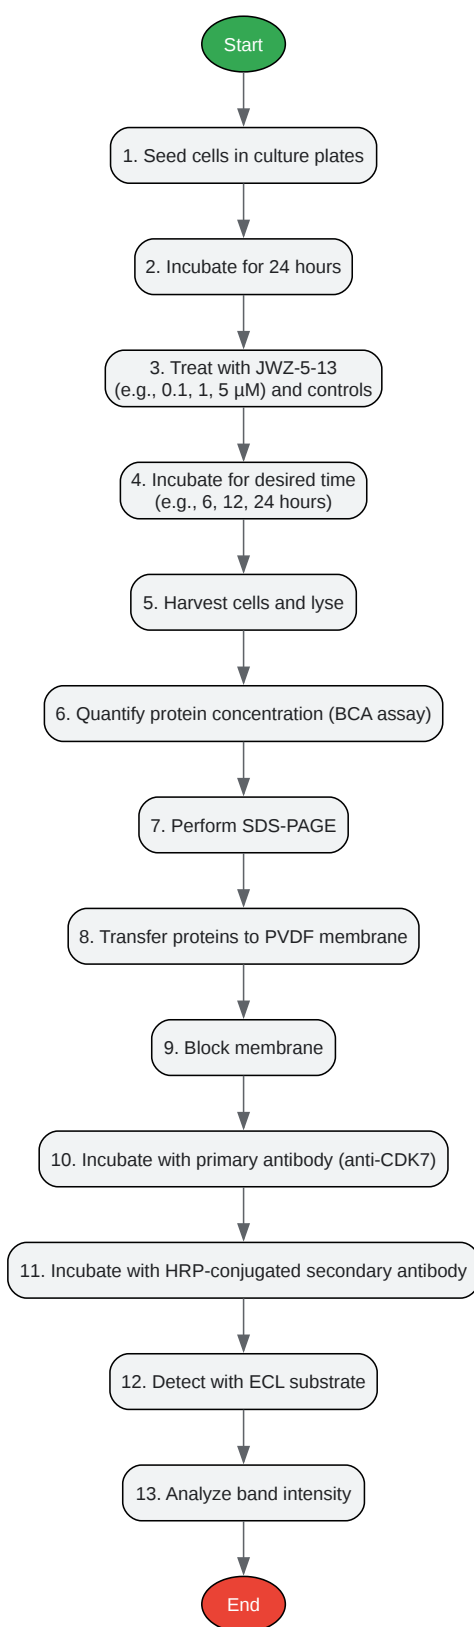 Start
1. Seed cells in culture plates
2. Incubate for 24 hours
3. Treat with JWZ-5-13
(e.g., 0.1, 1, 5 µM) and controls
4. Incubate for desired time
(e.g., 6, 12, 24 hours)
5. Harvest cells and lyse
6. Quantify protein concentration (BCA assay)
7. Perform SDS-PAGE
8. Transfer proteins to PVDF membrane
9. Block membrane
10. Incubate with primary antibody (anti-CDK7)
11. Incubate with HRP-conjugated secondary antibody
12. Detect with ECL substrate
13. Analyze band intensity
End